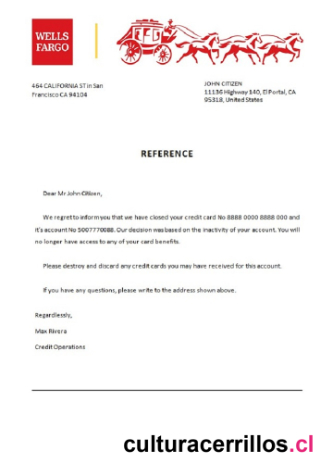 WELLS
FARGO
464 CALIFORNIA ST in San
Francisco CA 94104
JOHN CITIZEN
11136 Highway 140, El Portal, CA
95318, United States
REFERENCE
Dear Mr John Citizen,
We regret to inform you that we have closed your credit card No 8888 0000 8888 000 and
it's account No 5007770088. Our decision was based on the inactivity of your account. You will
no longer have access to any of your card benefits.
Please destroy and discard any credit cards you may have received for this account.
If you have any questions, please write to the address shown above.
Regardlessly,
Max Rivera
Credit Operations
culturacerrillos.cl